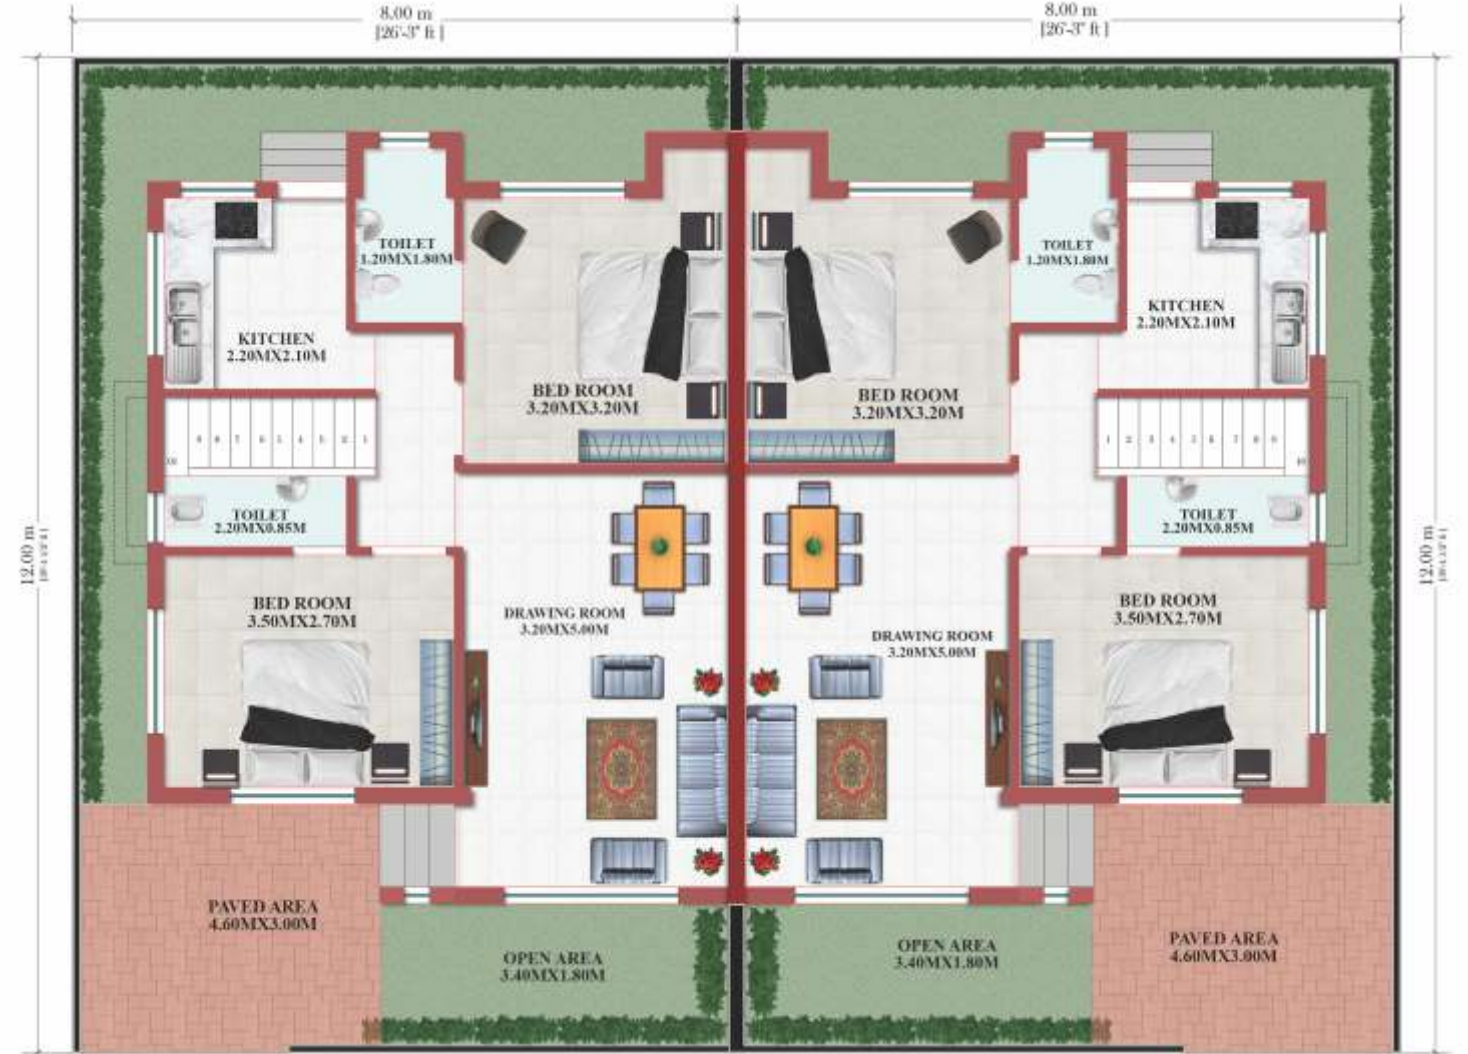 8.00 m
[26'-3" ft ]
8.00 m
[26'-3" ft ]
TOILET
1.20MX1.80M
TOILET
1.20MX1.80M
KITCHEN
2.20MX2.10M
KITCHEN
2.20MX2.10M
BED ROOM
3.20MX3.20M
BED ROOM
3.20MX3.20M
TOILET
2.20MX0.85M
TOILET
2.20MX0.85M
12.00 m
12.00 m
BED ROOM
3.50MX2.70M
DRAWING ROOM
3.20MX5.00M
DRAWING ROOM
3.20MX5.00M
BED ROOM
3.50MX2.70M
PAVED AREA
4.60MX3.00M
OPEN AREA
3.40MX1.80M
OPEN AREA
3.40MX1.80M
PAVED AREA
4.60MX3.00M